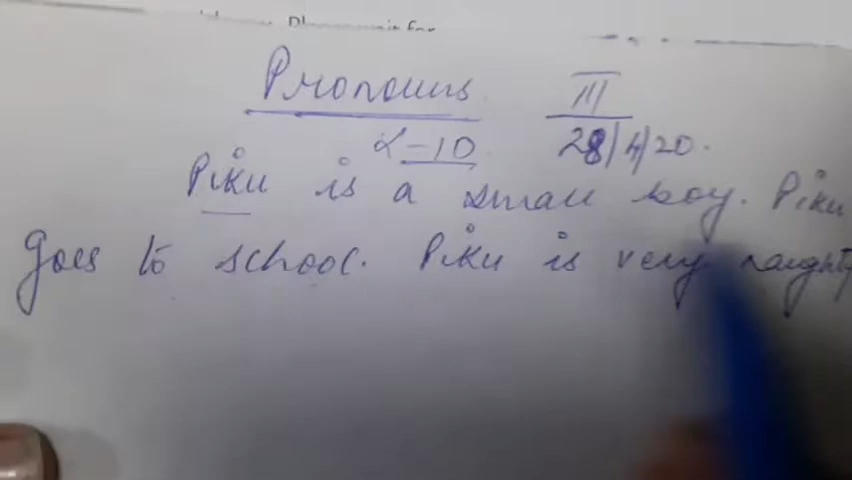 Pronouns III
L-10 28/4/20.
Piku is a small boy. Piku
goes to school. Piku is very naughty